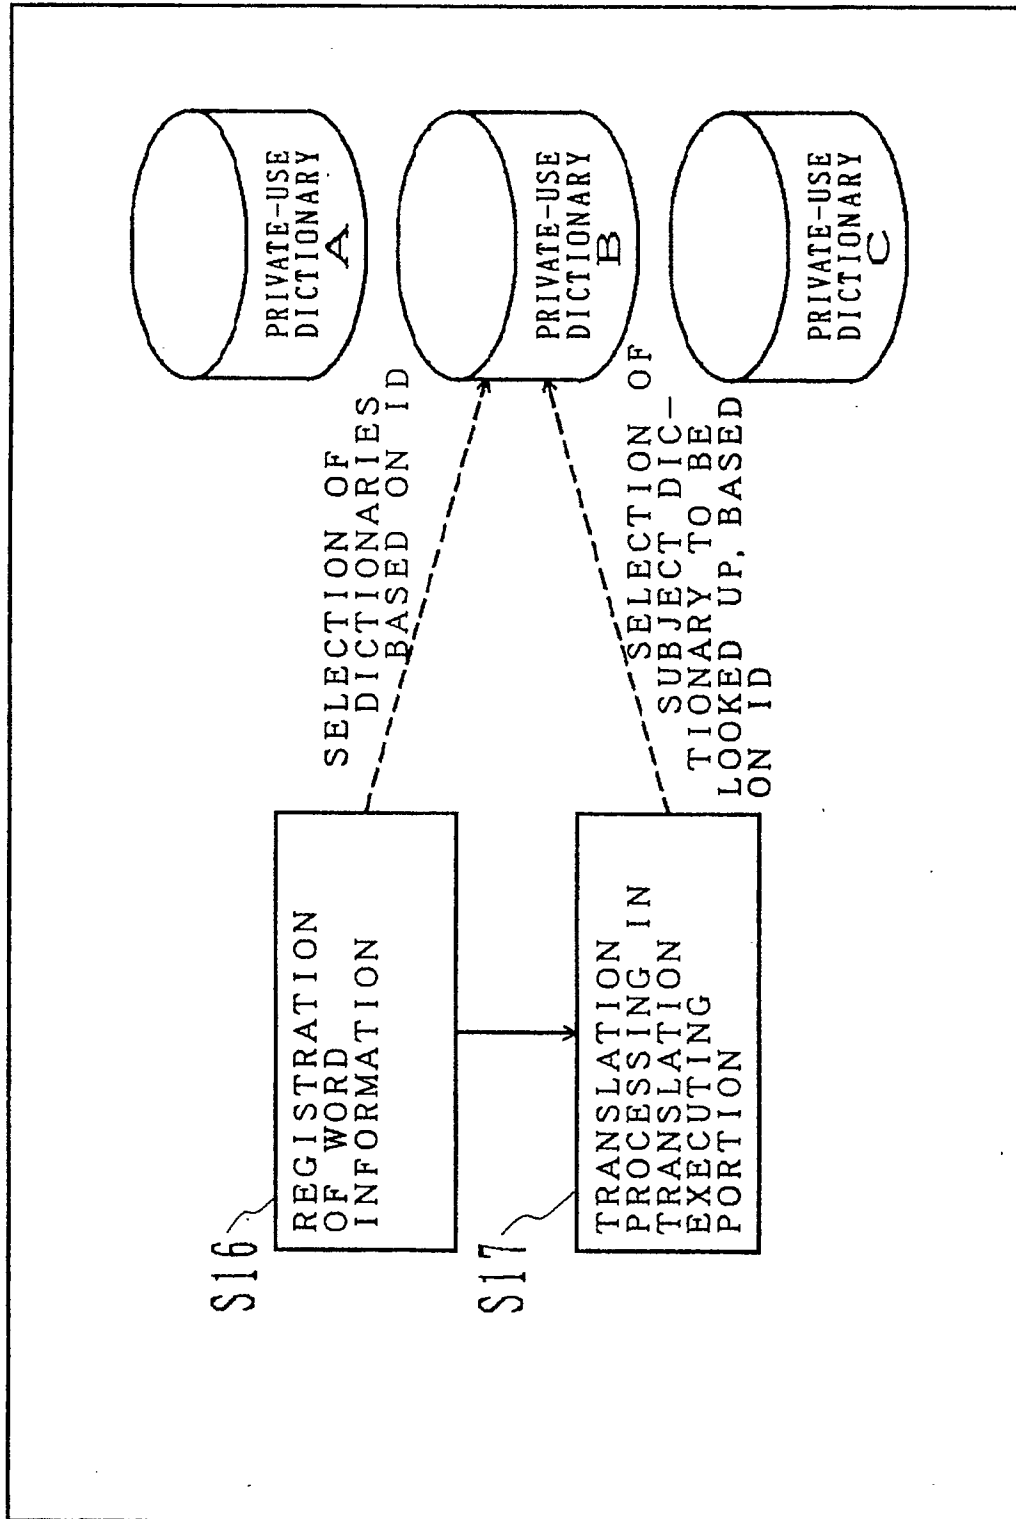 S16
REGISTRATION
OF WORD
INFORMATION
S17
TRANSLATION
PROCESSING IN
TRANSLATION
EXECUTING
PORTION
SELECTION OF
DICTIONARIES
BASED ON ID
SELECTION OF
SUBJECT DIC-
TIONARY TO BE
LOOKED UP, BASED
ON ID
PRIVATE-USE
DICTIONARY
A
PRIVATE-USE
DICTIONARY
B
PRIVATE-USE
DICTIONARY
C